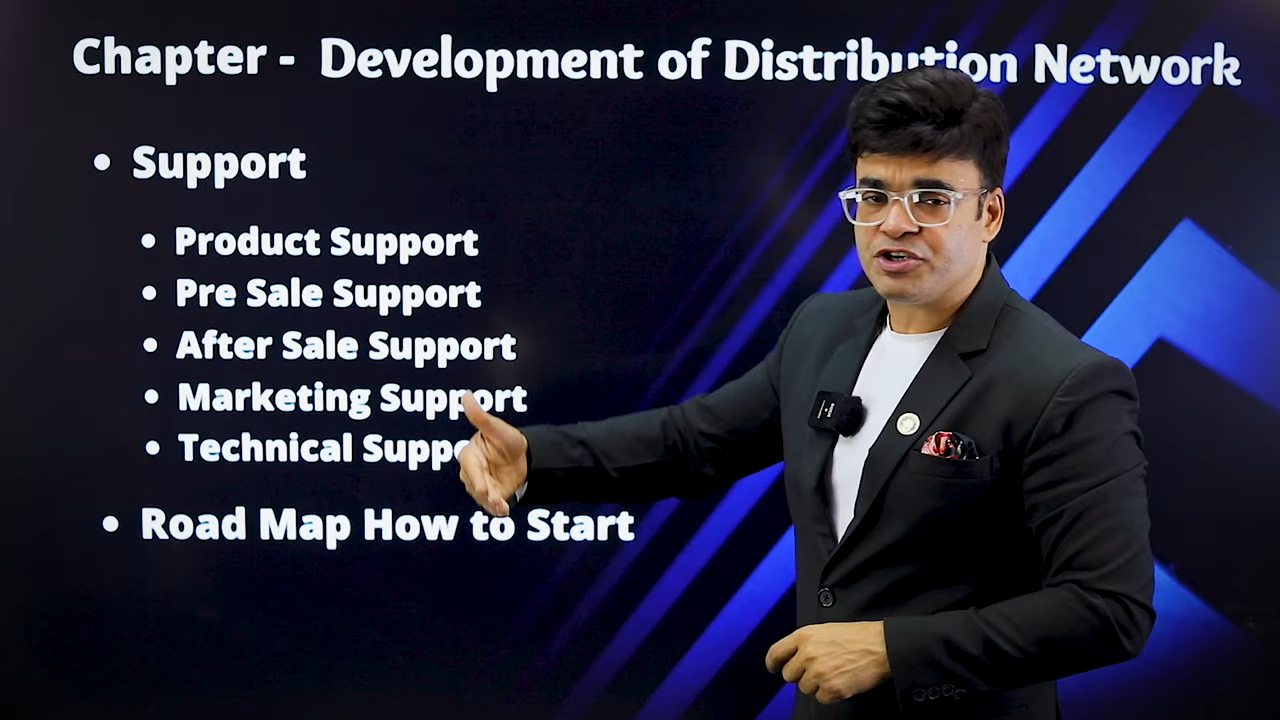 Chapter - Development of Distribution Network
• Support
• Product Support
• Pre Sale Support
• After Sale Support
• Marketing Support
• Technical Suppo
• Road Map How to Start